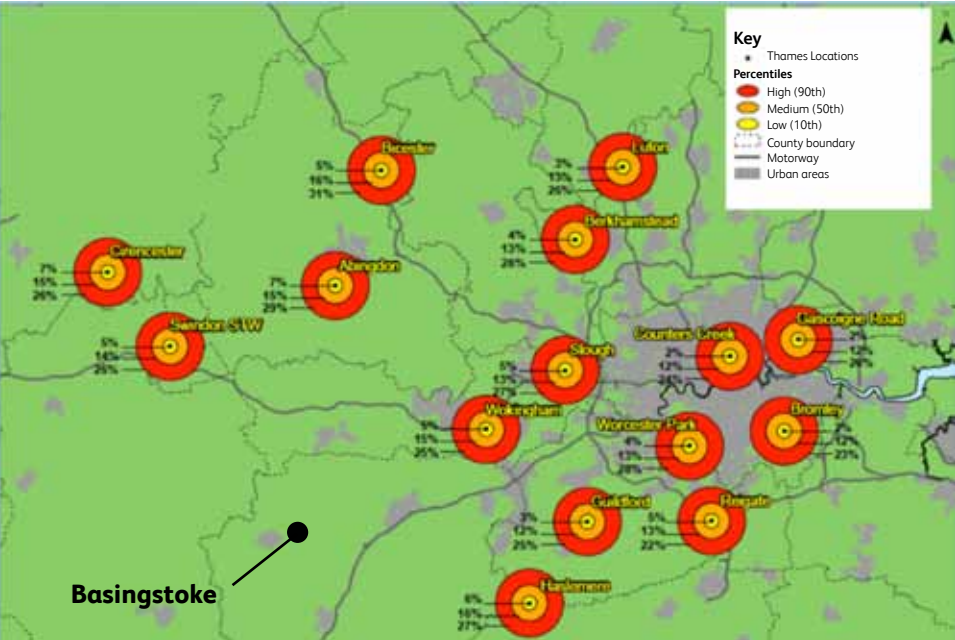 Key
Thames Locations
Percentiles
High (90th)
Medium (50th)
Low (10th)
County boundary
Motorway
Urban areas
Bicester
5%
16%
31%
Luton
3%
13%
26%
Berkhamstead
4%
13%
28%
Cirencester
7%
15%
26%
Abingdon
7%
15%
29%
Swindon STW
5%
14%
25%
Slough
5%
13%
Counters Creek
2%
12%
Gascoigne Road
Wokingham
5%
15%
25%
Worcester Park
4%
13%
28%
Bromley
12%
23%
Guildford
3%
12%
25%
Reigate
5%
13%
22%
Haslemere
6%
16%
27%
Basingstoke